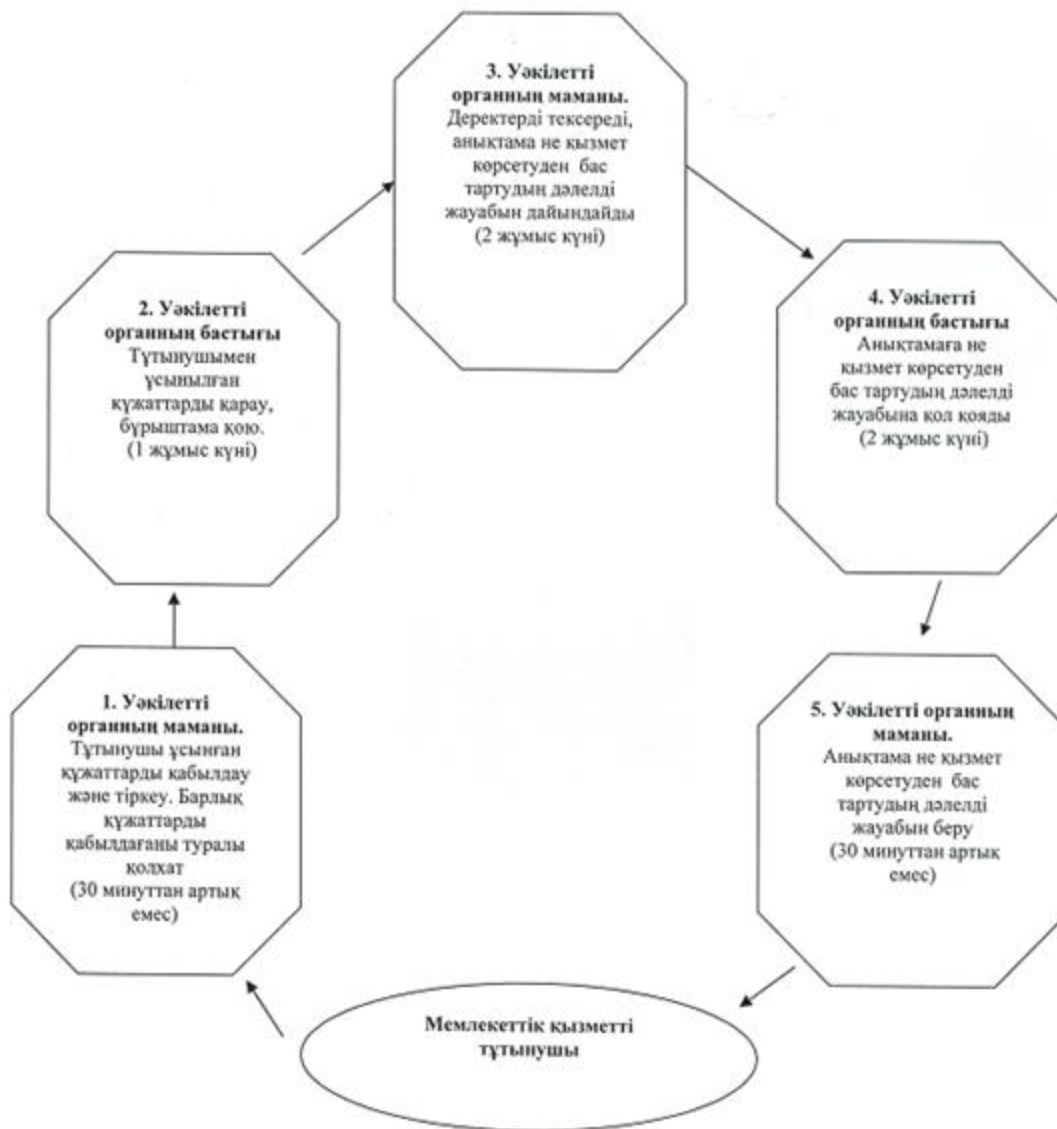 3. Уәкілетті
органның маманы.
Деректерді тексереді,
анықтама не қызмет
көрсетуден бас
тартудың дәлелді
жауабын дайындайды
(2 жұмыс күні)
2. Уәкілетті
органның бастығы
Тұтынушымен
ұсынылған
құжаттарды қарау,
бұрыштама қою.
(1 жұмыс күні)
4. Уәкілетті
органның бастығы
Анықтамаға не
қызмет көрсетуден
бас тартудың дәлелді
жауабына қол қояды
(2 жұмыс күні)
1. Уәкілетті
органның маманы.
Тұтынушы ұсынған
құжаттарды қабылдау
және тіркеу. Барлық
құжаттарды
қабылдағаны туралы
қолхат
(30 минуттан артық
емес)
5. Уәкілетті органның
маманы.
Анықтама не қызмет
көрсетуден бас
тартудың дәлелді
жауабын беру
(30 минуттан артық
емес)
Мемлекеттік қызметті
тұтынушы